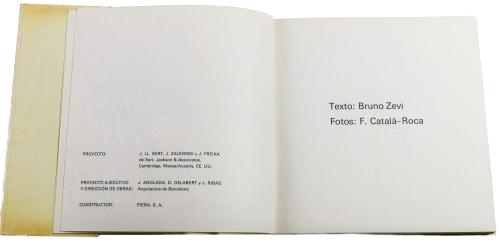 PROYECTO: J. LL. SERT, J. ZALEWSKI y J. FREIXA
de Sert, Jackson & Associates,
Cambridge, Massachusetts, EE. UU.
PROYECTO EJECUTIVO J. ANGLADA, D. GELABERT y J. RIBAS
Y DIRECCIÓN DE OBRAS: Arquitectos de Barcelona
CONSTRUCTOR: PIERA, S. A.
Texto: Bruno Zevi
Fotos: F. Català-Roca